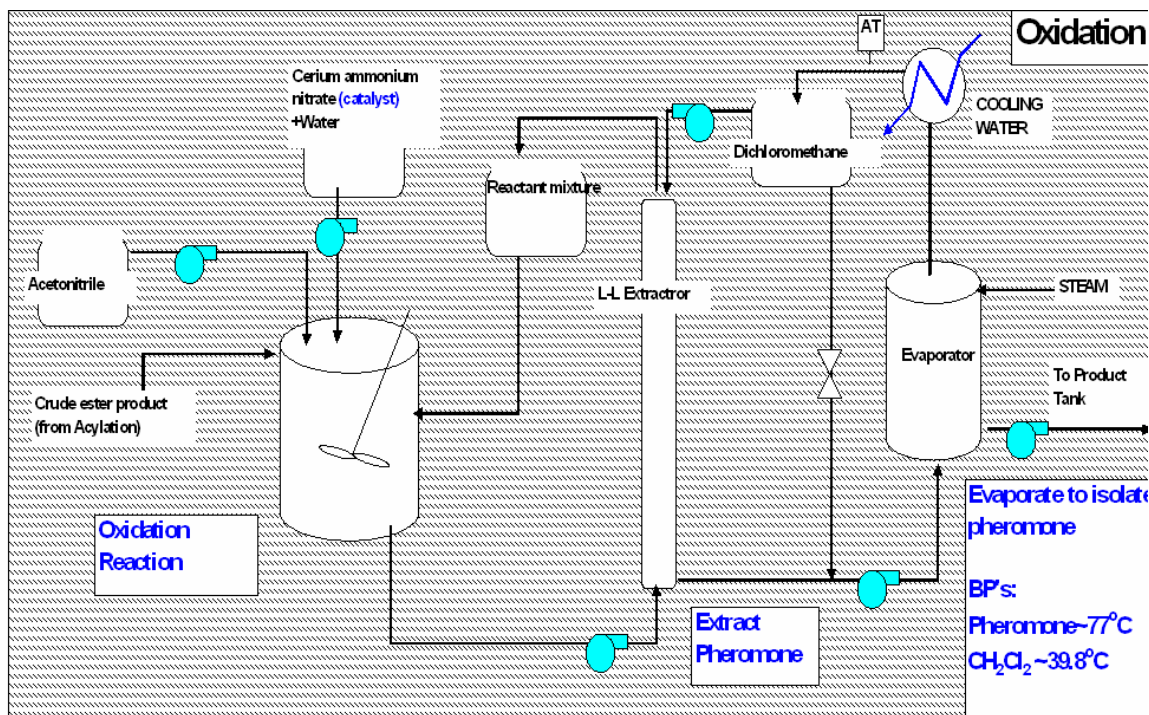 AT
Oxidation
Cerium ammonium
nitrate (catalyst)
+Water
COOLING
WATER
Dichloromethane
Reactant mixture
Acetonitrile
L-L Extractror
STEAM
Evaporator
To Product
Tank
Crude ester product
(from Acylation)
Oxidation
Reaction
Extract
Pheromone
Evaporate to isolate
pheromone
BP's:
Pheromone~77°C
CH₂Cl₂ ~39.8°C